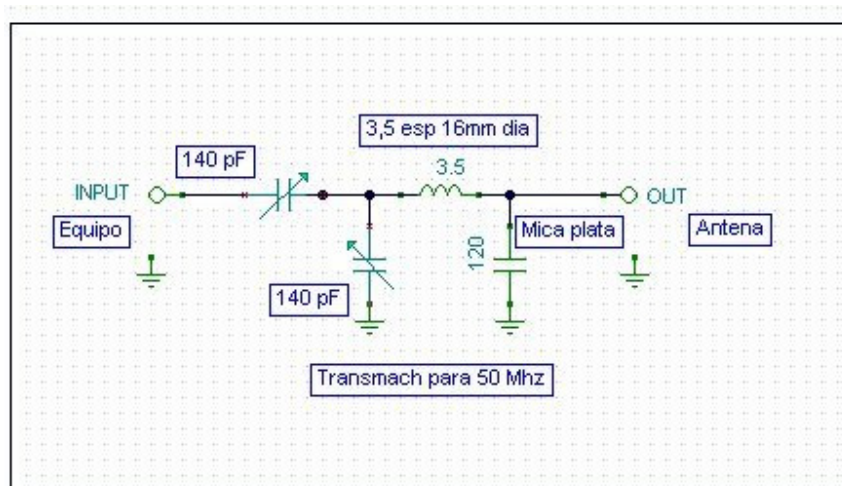 3,5 esp 16mm dia
140 pF
3.5
INPUT
OUT
Equipo
Mica plata
Antena
120
140 pF
Transmach para 50 Mhz